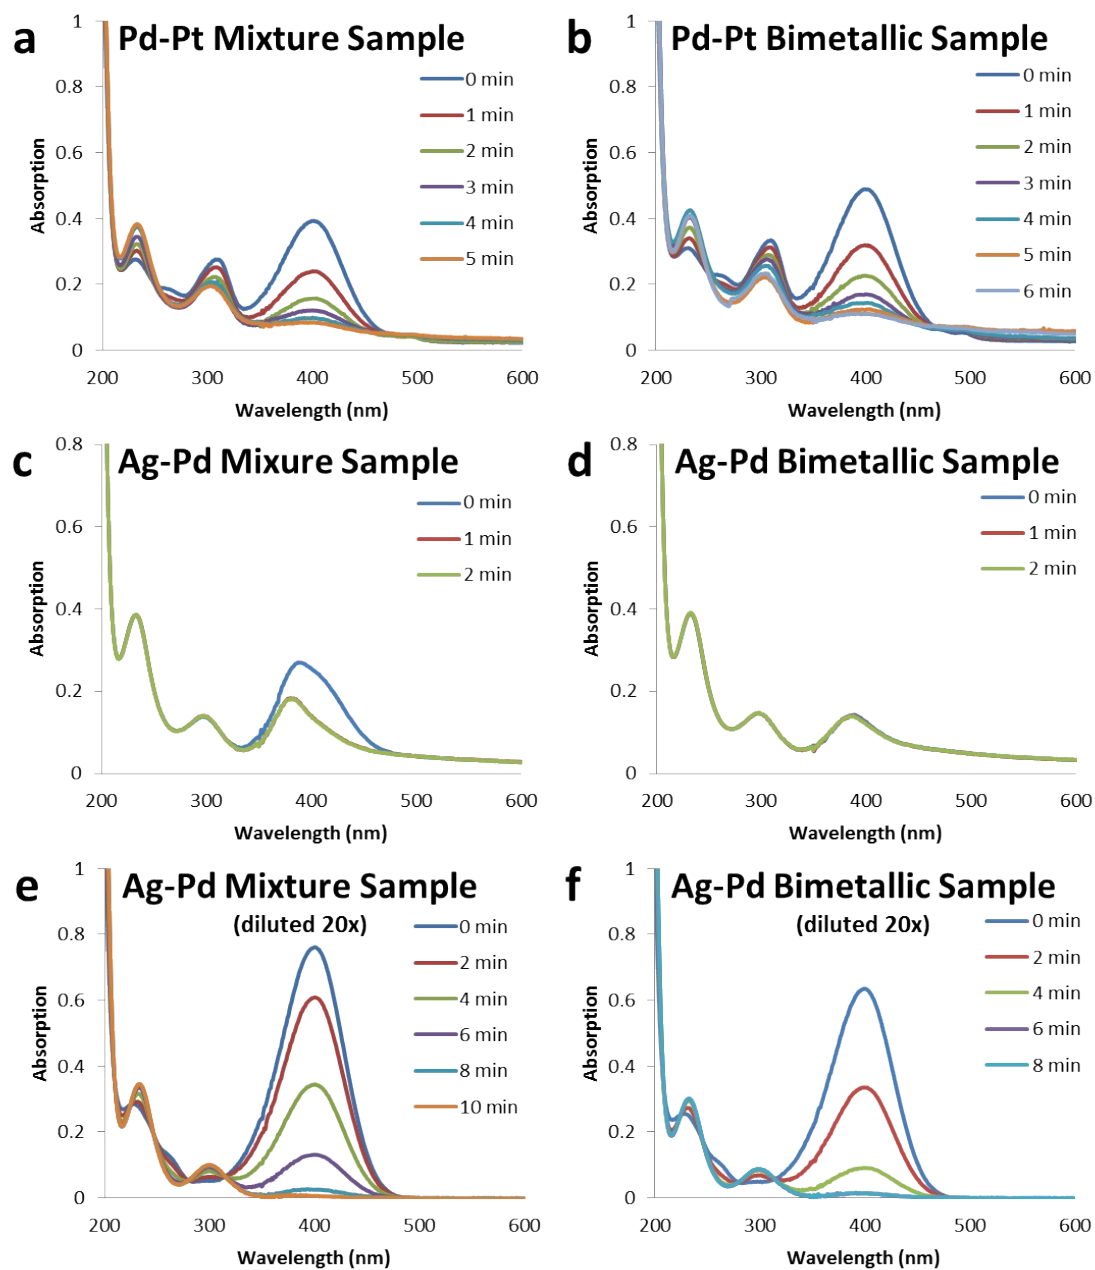 a
Pd-Pt Mixture Sample
1
0.8
0.6
0.4
0.2
0
Absorption
0 min
1 min
2 min
3 min
4 min
5 min
200
300
400
500
600
Wavelength (nm)
b
Pd-Pt Bimetallic Sample
1
0.8
0.6
0.4
0.2
0
Absorption
0 min
1 min
2 min
3 min
4 min
5 min
6 min
200
300
400
500
600
Wavelength (nm)
c
Ag-Pd Mixure Sample
0.8
0.6
0.4
0.2
0
Absorption
0 min
1 min
2 min
200
300
400
500
600
Wavelength (nm)
d
Ag-Pd Bimetallic Sample
0.8
0.6
0.4
0.2
0
Absorption
0 min
1 min
2 min
200
300
400
500
600
Wavelength (nm)
e
Ag-Pd Mixture Sample
(diluted 20x)
1
0.8
0.6
0.4
0.2
0
Absorption
0 min
2 min
4 min
6 min
8 min
10 min
200
300
400
500
600
Wavelength (nm)
f
Ag-Pd Bimetallic Sample
(diluted 20x)
1
0.8
0.6
0.4
0.2
0
Absorption
0 min
2 min
4 min
6 min
8 min
200
300
400
500
600
Wavelength (nm)